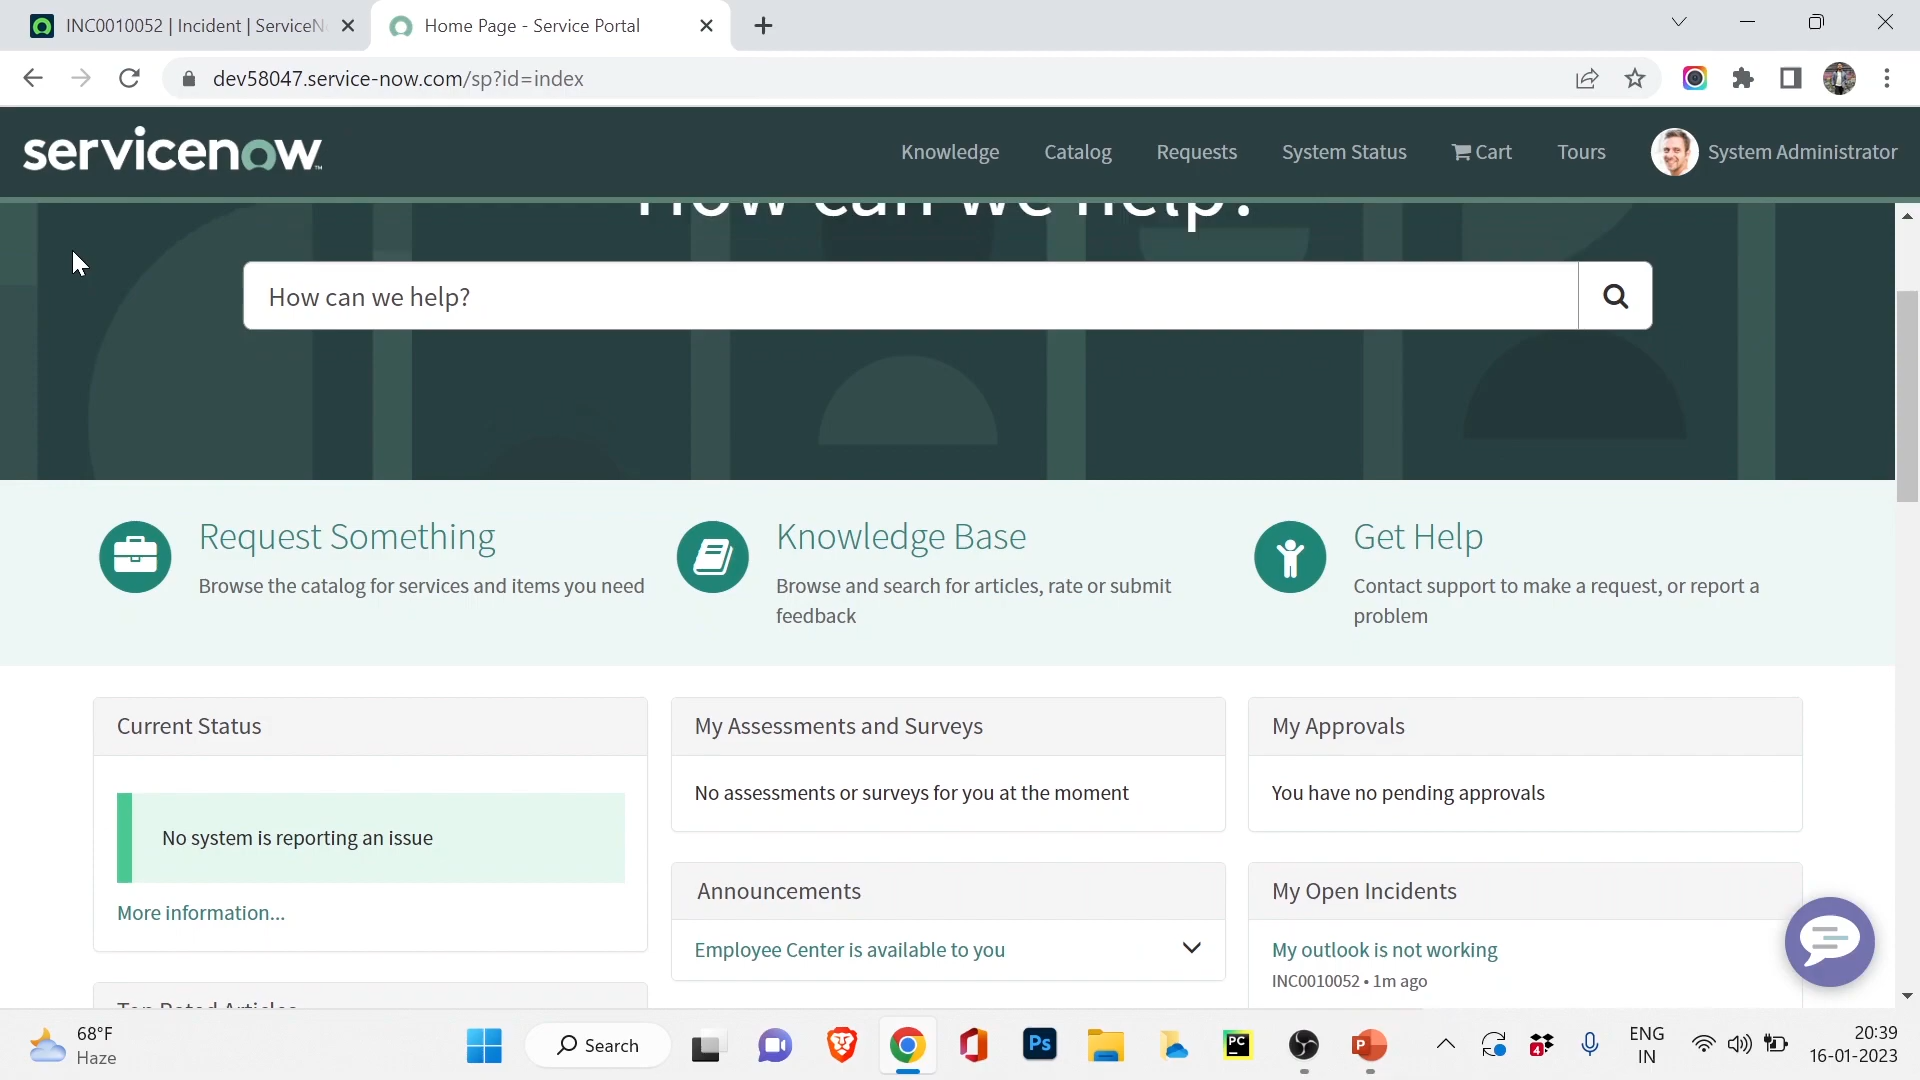 INC0010052 | Incident | ServiceN
Home Page - Service Portal
dev58047.service-now.com/sp?id=index
servicenow
Knowledge
Catalog
Requests
System Status
Cart
Tours
System Administrator
How can we help?
How can we help?
Request Something
Browse the catalog for services and items you need
Knowledge Base
Browse and search for articles, rate or submit
feedback
Get Help
Contact support to make a request, or report a
problem
Current Status
No system is reporting an issue
More information...
My Assessments and Surveys
No assessments or surveys for you at the moment
My Approvals
You have no pending approvals
Announcements
Employee Center is available to you
My Open Incidents
My outlook is not working
INC0010052 • 1m ago
Top Rated Articles
68°F
Haze
Search
Ps
PC
P
4
ENG
IN
20:39
16-01-2023